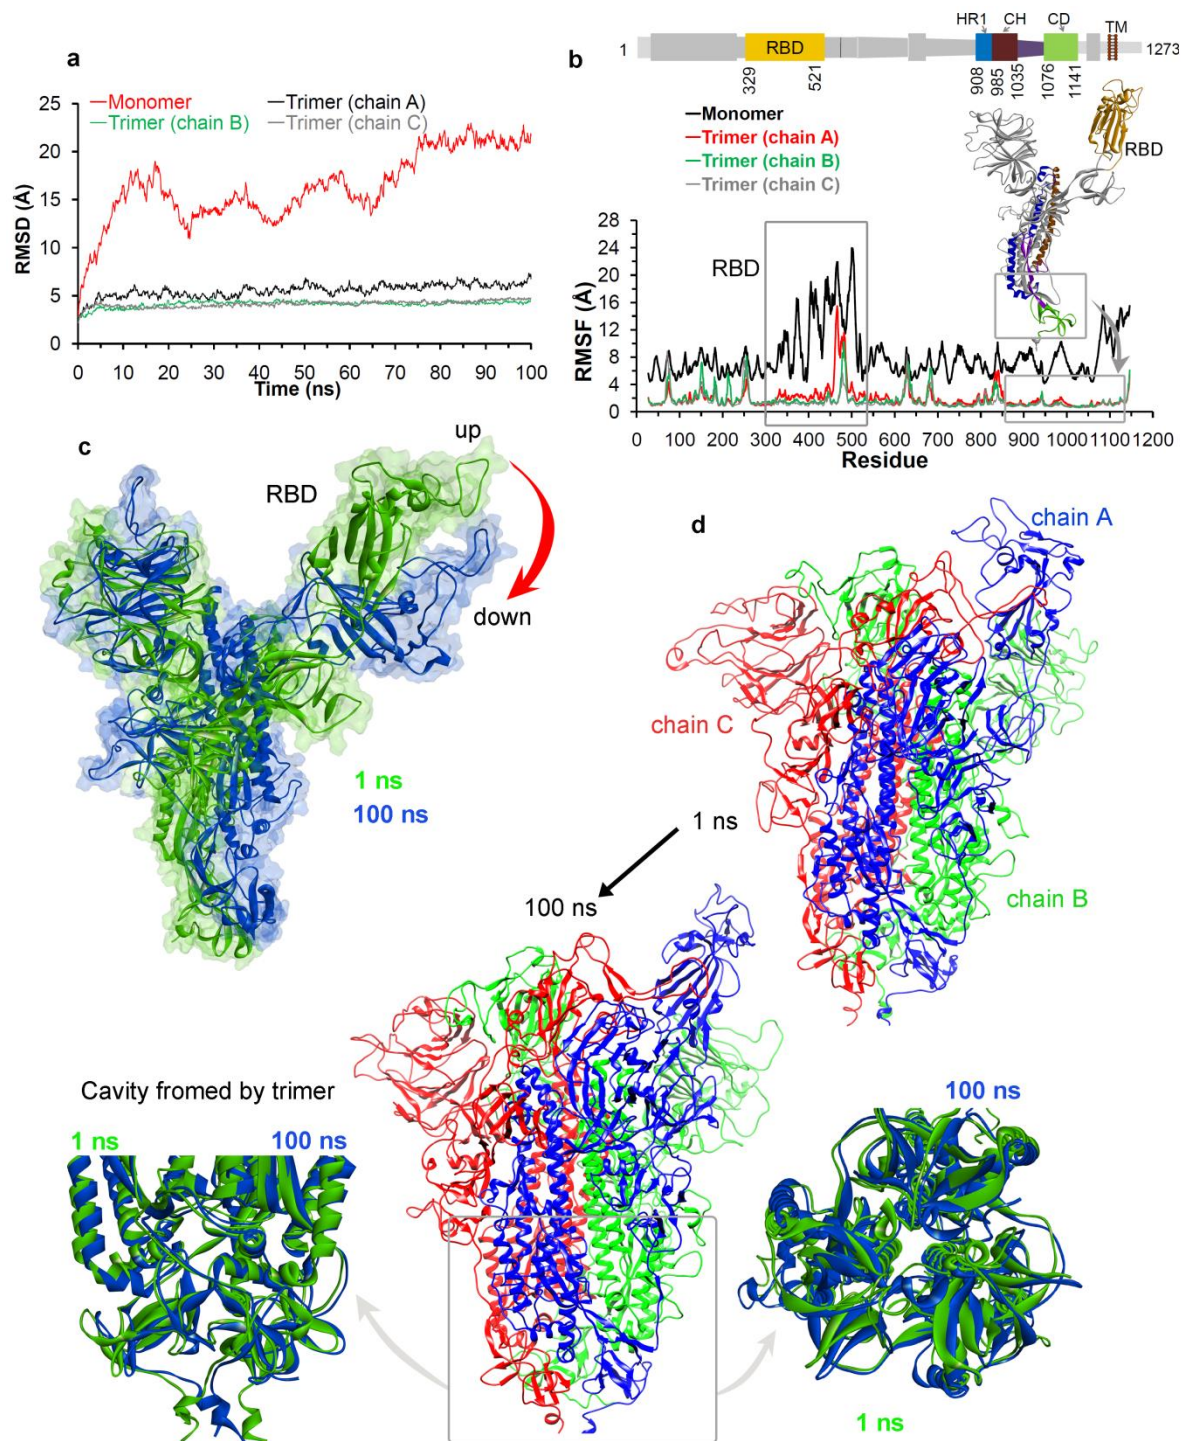 a
Monomer
Trimer (chain A)
Trimer (chain B)
Trimer (chain C)
RMSD (Å)
25
20
15
10
5
0
0 10 20 30 40 50 60 70 80 90 100
Time (ns)
b
HR1 CH CD TM
1 RBD 1273
329 521 908 985 1035 1076 1141
Monomer
Trimer (chain A)
Trimer (chain B)
Trimer (chain C)
RBD
RBD
RMSF (Å)
28
24
20
16
12
8
4
0
0 100 200 300 400 500 600 700 800 900 1000 1100 1200
Residue
c
up
RBD
down
1 ns
100 ns
d
chain A
chain C
1 ns
chain B
100 ns
Cavity fromed by trimer
1 ns 100 ns
100 ns
1 ns